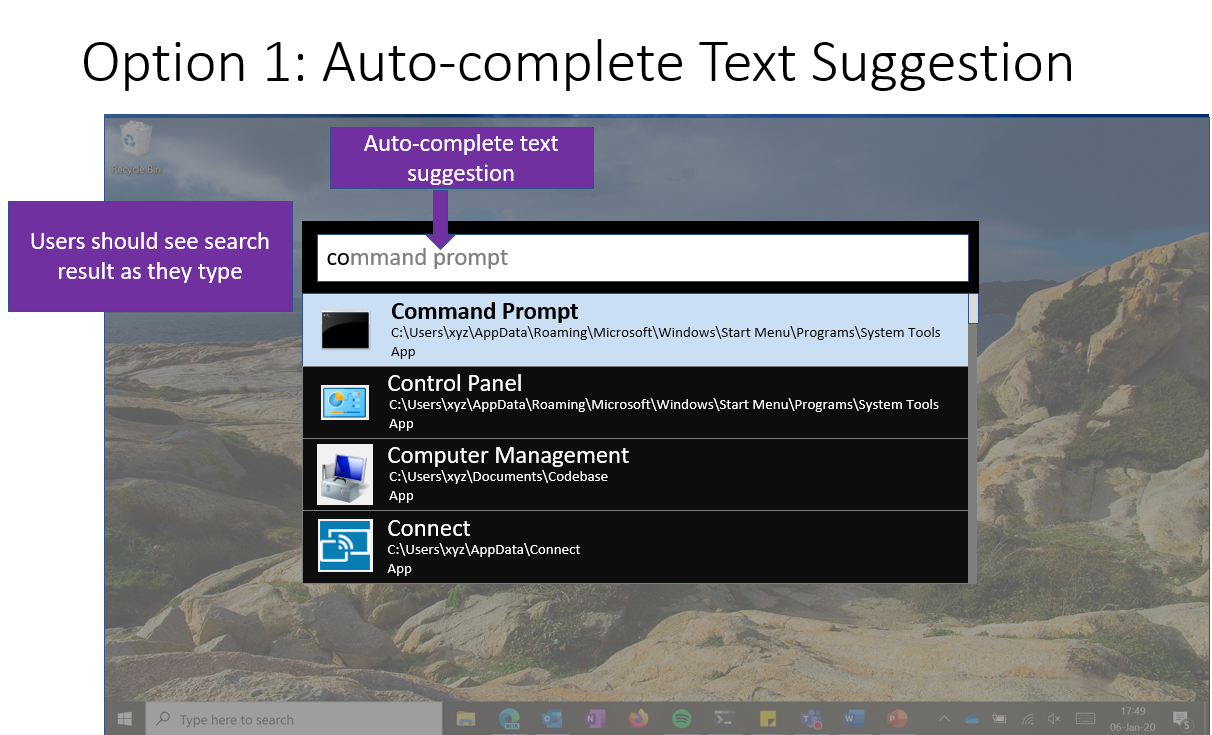 Option 1: Auto-complete Text Suggestion
Recycle Bin
Auto-complete text
suggestion
Users should see search
result as they type
command prompt
Command Prompt
C:\Users\xyz\AppData\Roaming\Microsoft\Windows\Start Menu\Programs\System Tools
App
Control Panel
C:\Users\xyz\AppData\Roaming\Microsoft\Windows\Start Menu\Programs\System Tools
App
Computer Management
C:\Users\xyz\Documents\Codebase
App
Connect
C:\Users\xyz\AppData\Connect
App
Type here to search
17:49
06-Jan-20
5